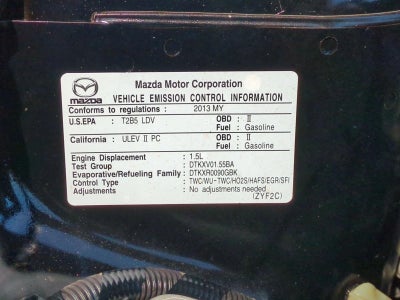 Mazda Motor Corporation
mazda VEHICLE EMISSION CONTROL INFORMATION
Conforms to regulations : 2013 MY
U.S.EPA : T2B5 LDV OBD : II
Fuel : Gasoline
California : ULEV II PC OBD : II
Fuel : Gasoline
Engine Displacement : 1.5L
Test Group : DTKXV01.55BA
Evaporative/Refueling Family : DTKXR0090GBK
Control Type : TWC/WU-TWC/HO2S/HAFS/EGR/SFI
Adjustments : No adjustments needed
(ZYF2C)